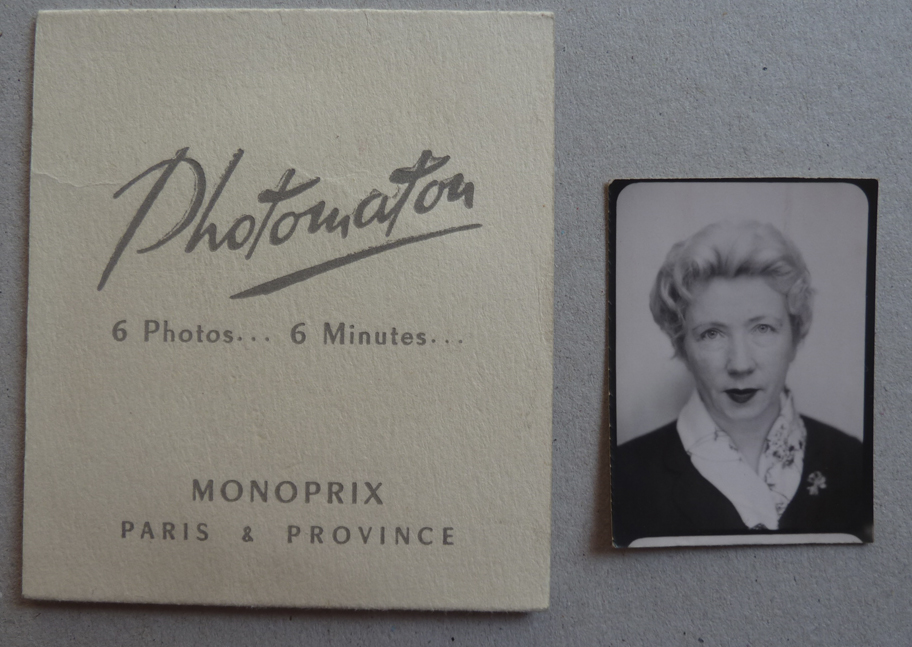 Photomaton
6 Photos... 6 Minutes...
MONOPRIX
PARIS & PROVINCE